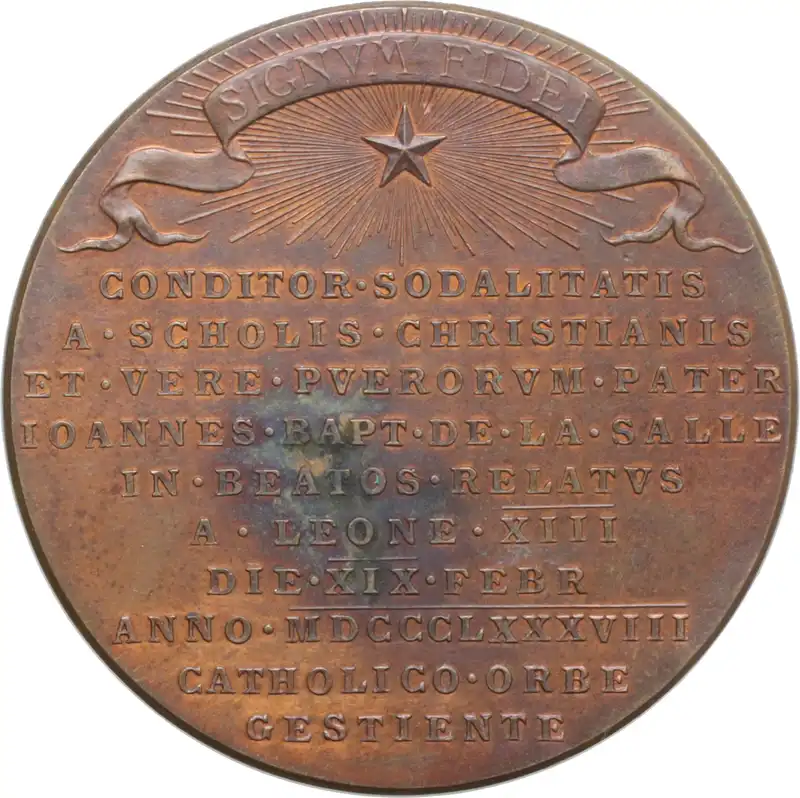 SIGNVM FIDEI
CONDITOR·SODALITATIS
A·SCHOLIS·CHRISTIANIS
ET·VERE·PVERORVM·PATER
IOANNES·BAPT·DE·LA·SALLE
IN·BEATOS·RELATVS
A·LEONE·XIII
DIE·XIX·FEBR
ANNO·MDCCCLXXXVIII
CATHOLICO·ORBE
GESTIENTE